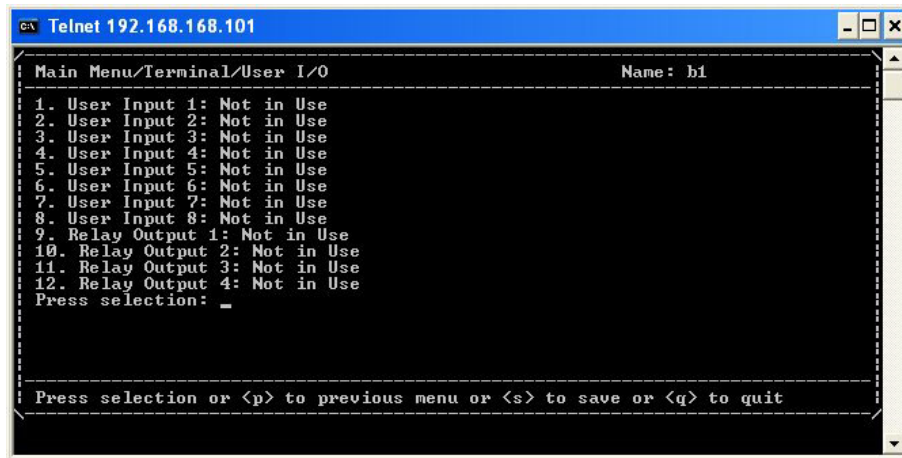 Telnet 192.168.168.101
Main Menu/Terminal/User I/O Name: b1
1. User Input 1: Not in Use
2. User Input 2: Not in Use
3. User Input 3: Not in Use
4. User Input 4: Not in Use
5. User Input 5: Not in Use
6. User Input 6: Not in Use
7. User Input 7: Not in Use
8. User Input 8: Not in Use
9. Relay Output 1: Not in Use
10. Relay Output 2: Not in Use
11. Relay Output 3: Not in Use
12. Relay Output 4: Not in Use
Press selection: _
Press selection or <p> to previous menu or <s> to save or <q> to quit